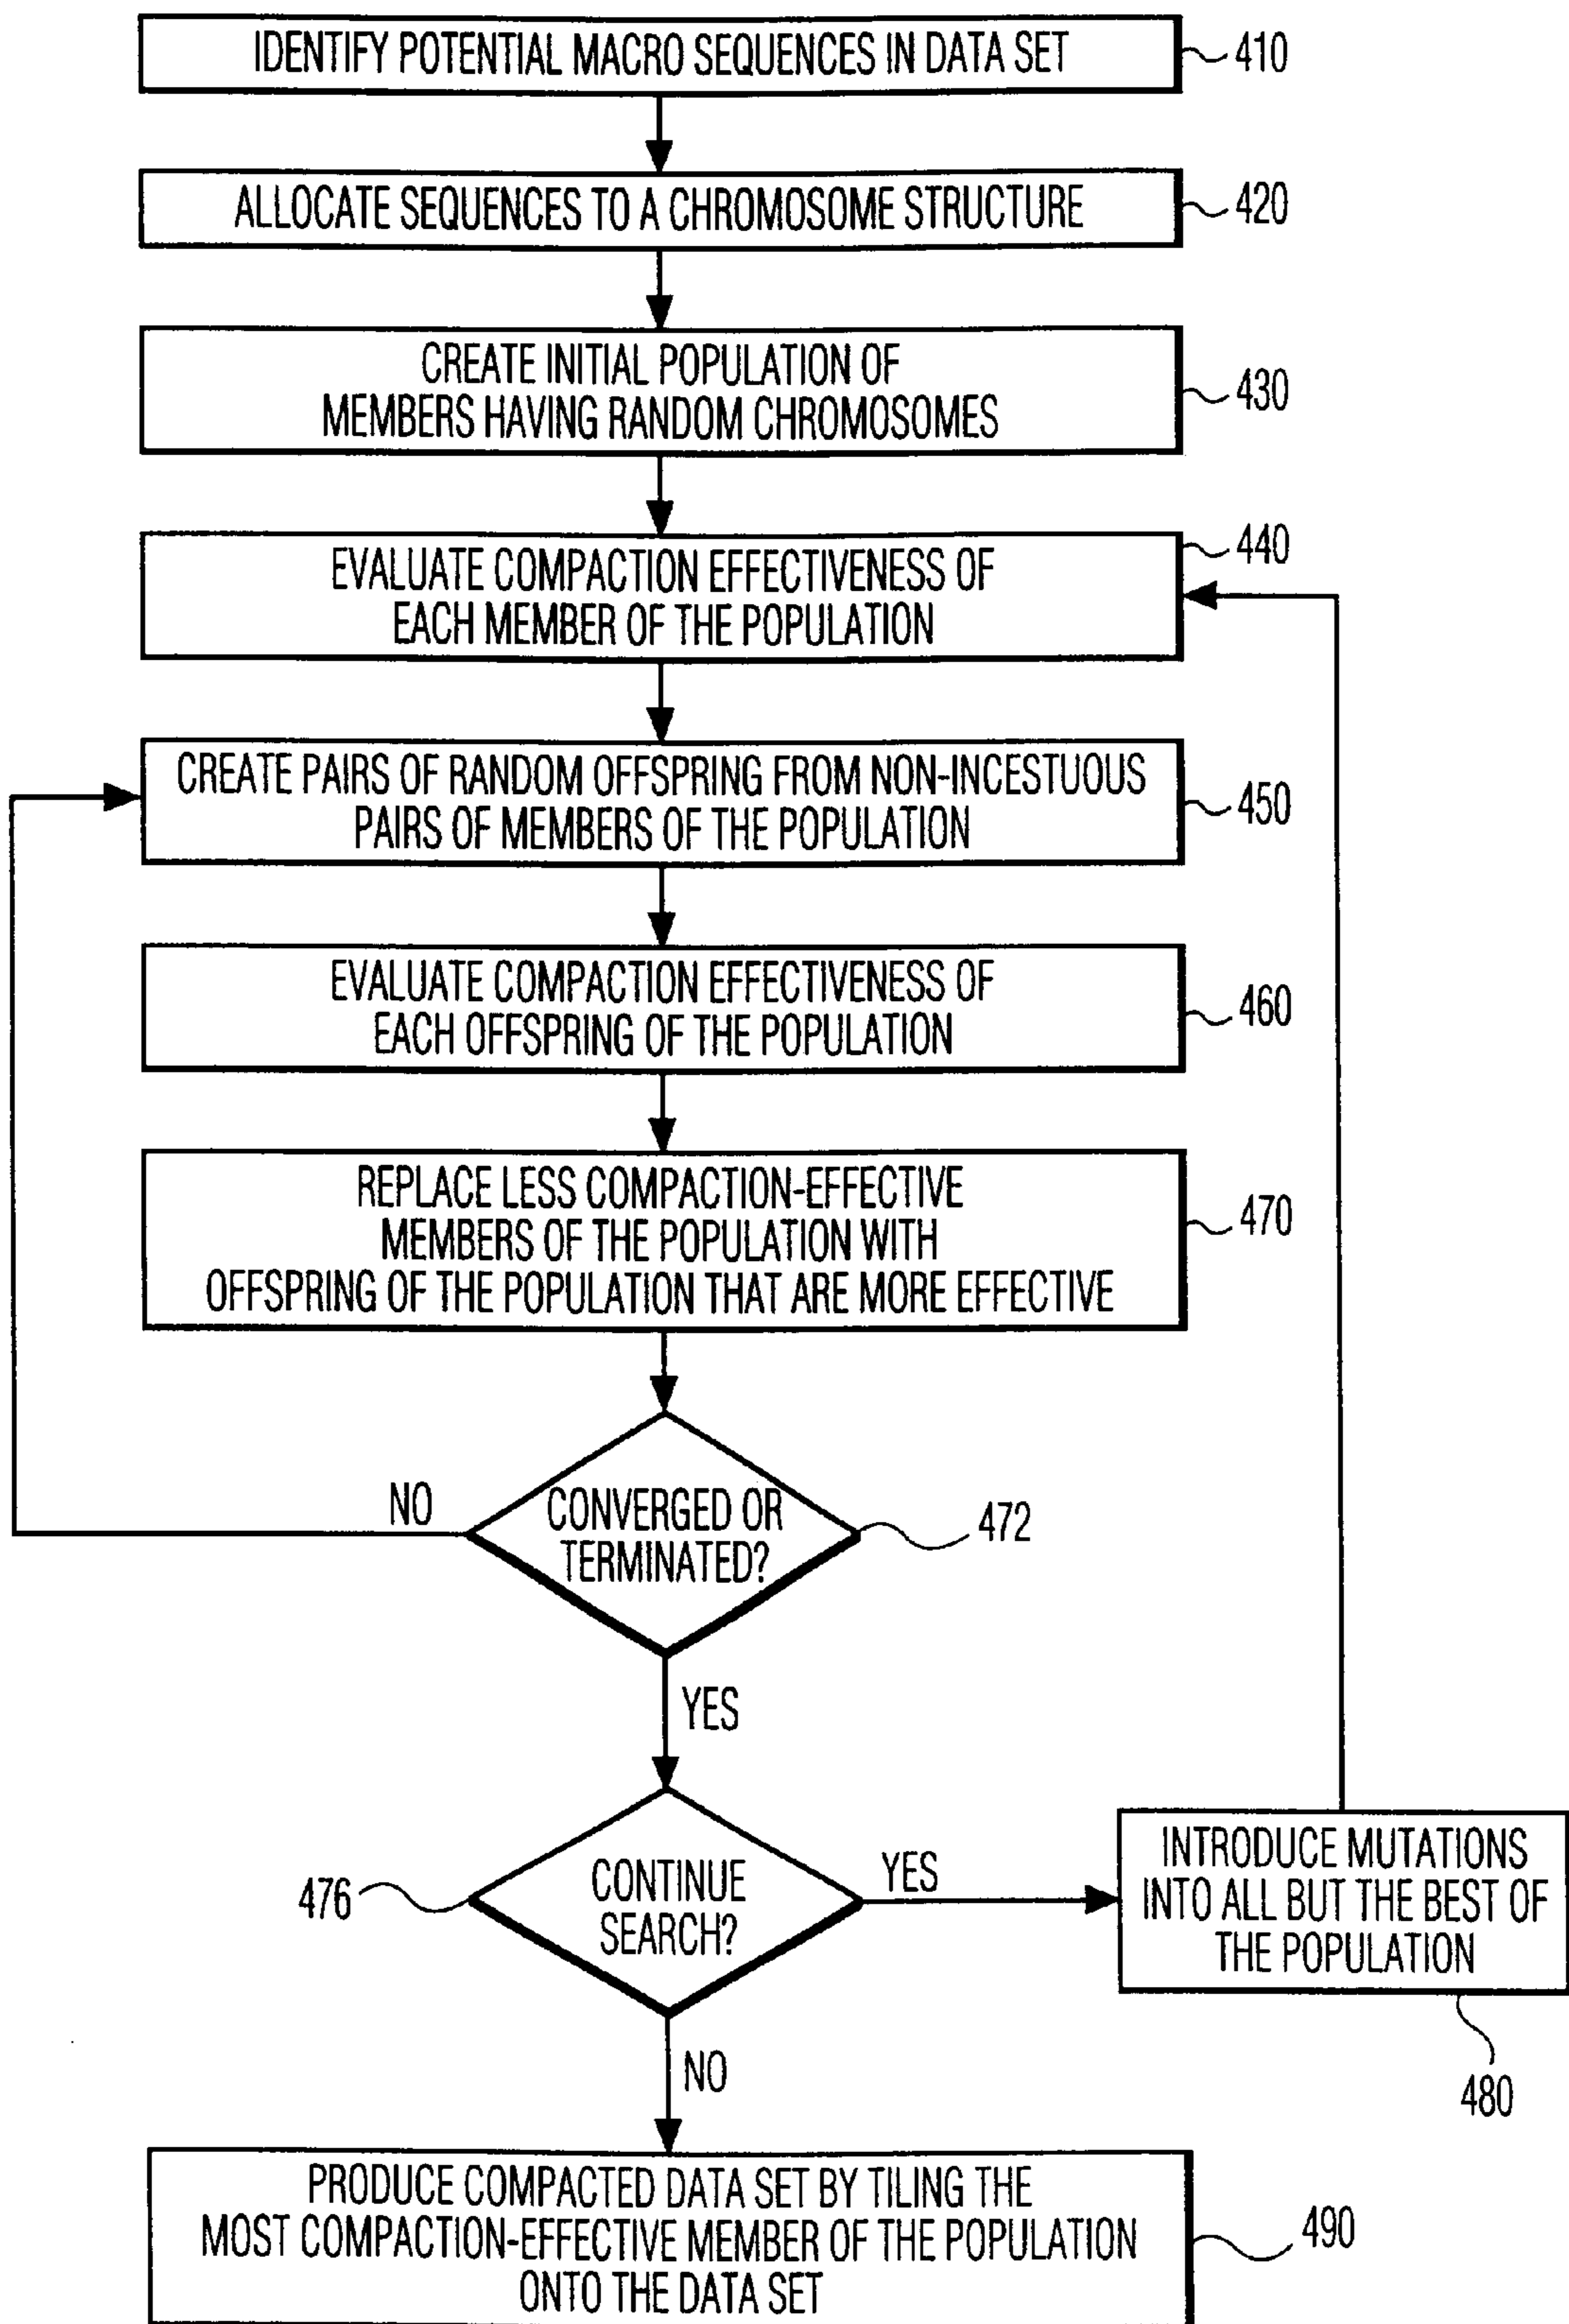 IDENTIFY POTENTIAL MACRO SEQUENCES IN DATA SET
410
ALLOCATE SEQUENCES TO A CHROMOSOME STRUCTURE
420
CREATE INITIAL POPULATION OF
MEMBERS HAVING RANDOM CHROMOSOMES
430
EVALUATE COMPACTION EFFECTIVENESS OF
EACH MEMBER OF THE POPULATION
440
CREATE PAIRS OF RANDOM OFFSPRING FROM NON-INCESTUOUS
PAIRS OF MEMBERS OF THE POPULATION
450
EVALUATE COMPACTION EFFECTIVENESS OF
EACH OFFSPRING OF THE POPULATION
460
REPLACE LESS COMPACTION-EFFECTIVE
MEMBERS OF THE POPULATION WITH
OFFSPRING OF THE POPULATION THAT ARE MORE EFFECTIVE
470
NO
CONVERGED OR
TERMINATED?
472
YES
476
CONTINUE
SEARCH?
YES
INTRODUCE MUTATIONS
INTO ALL BUT THE BEST OF
THE POPULATION
480
NO
PRODUCE COMPACTED DATA SET BY TILING THE
MOST COMPACTION-EFFECTIVE MEMBER OF THE POPULATION
ONTO THE DATA SET
490